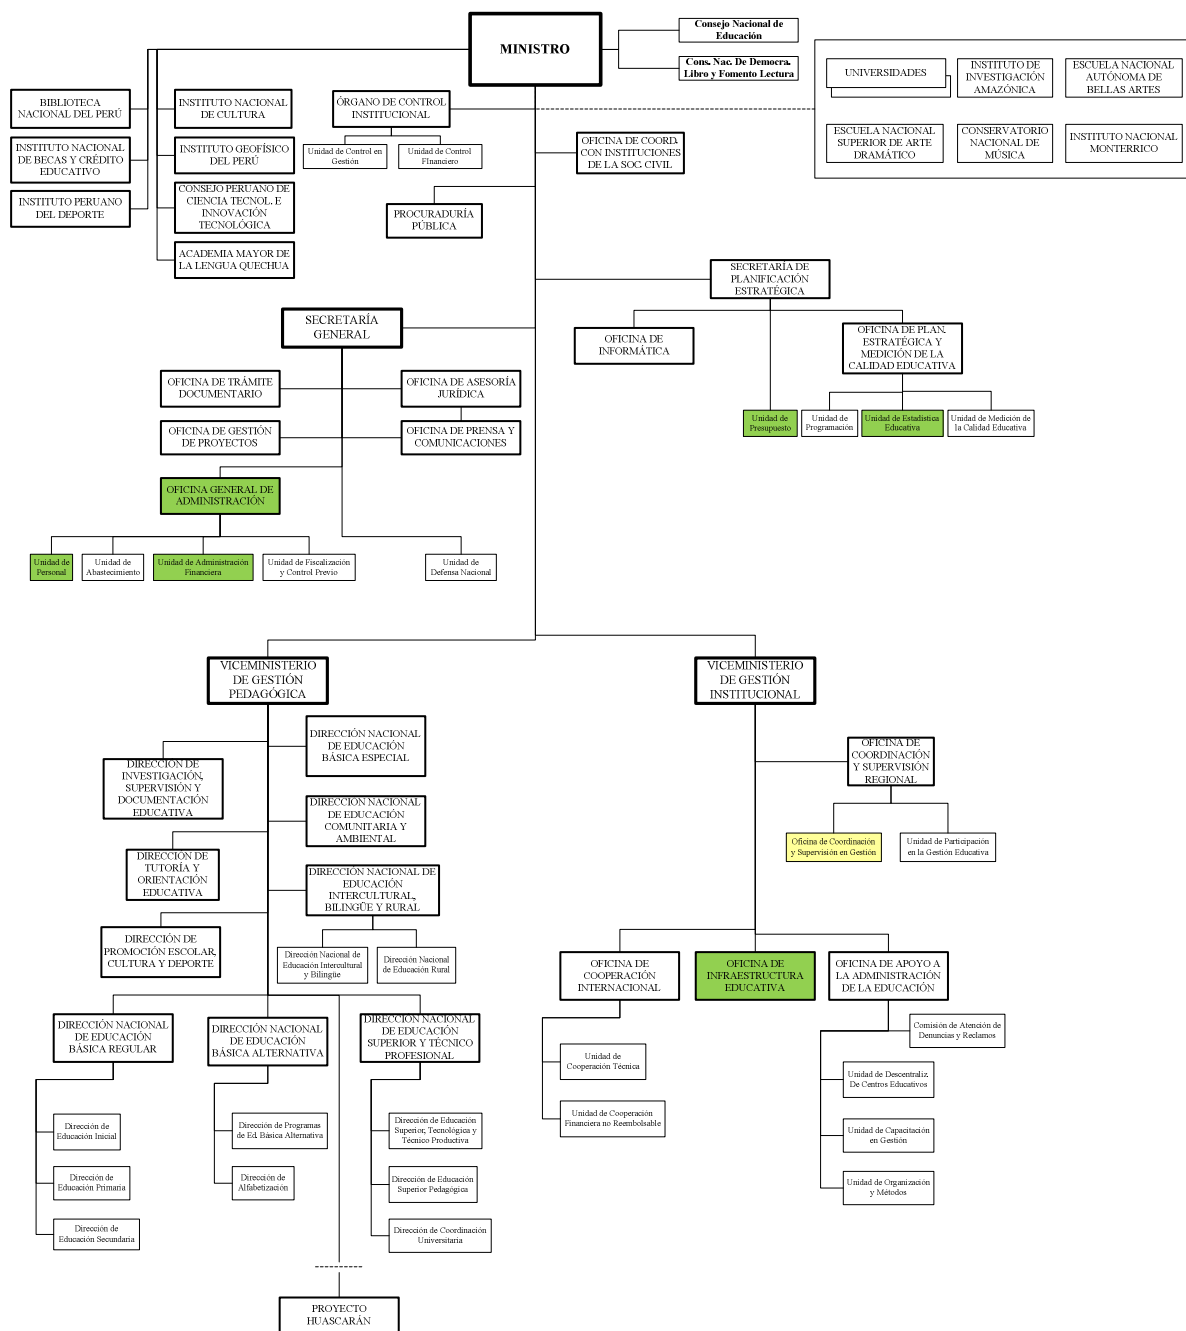 MINISTRO
Consejo Nacional de
Educación
Cons. Nac. De Democra.
Libro y Fomento Lectura
UNIVERSIDADES
INSTITUTO DE
INVESTIGACIÓN
AMAZÓNICA
ESCUELA NACIONAL
AUTÓNOMA DE
BELLAS ARTES
ESCUELA NACIONAL
SUPERIOR DE ARTE
DRAMÁTICO
CONSERVATORIO
NACIONAL DE
MÚSICA
INSTITUTO NACIONAL
MONTERRICO
BIBLIOTECA
NACIONAL DEL PERÚ
INSTITUTO NACIONAL
DE CULTURA
INSTITUTO NACIONAL
DE BECAS Y CRÉDITO
EDUCATIVO
INSTITUTO GEOFÍSICO
DEL PERÚ
INSTITUTO PERUANO
DEL DEPORTE
CONSEJO PERUANO DE
CIENCIA TECNOL. E
INNOVACIÓN
TECNOLÓGICA
ACADEMIA MAYOR DE
LA LENGUA QUECHUA
ÓRGANO DE CONTROL
INSTITUCIONAL
Unidad de Control en
Gestión
Unidad de Control
FInanciero
OFICINA DE COORD.
CON INSTITUCIONES
DE LA SOC. CIVIL
PROCURADURÍA
PÚBLICA
SECRETARÍA DE
PLANIFICACIÓN
ESTRATÉGICA
OFICINA DE
INFORMÁTICA
OFICINA DE PLAN.
ESTRATÉGICA Y
MEDICIÓN DE LA
CALIDAD EDUCATIVA
Unidad de
Presupuesto
Unidad de
Programación
Unidad de Estadística
Educativa
Unidad de Medición de
la Calidad Educativa
SECRETARÍA
GENERAL
OFICINA DE TRÁMITE
DOCUMENTARIO
OFICINA DE ASESORÍA
JURÍDICA
OFICINA DE GESTIÓN
DE PROYECTOS
OFICINA DE PRENSA Y
COMUNICACIONES
OFICINA GENERAL DE
ADMINISTRACIÓN
Unidad de
Personal
Unidad de
Abastecimiento
Unidad de Administración
Financiera
Unidad de Fiscalización
y Control Previo
Unidad de
Defensa Nacional
VICEMINISTERIO
DE GESTIÓN
PEDAGÓGICA
DIRECCIÓN NACIONAL
DE EDUCACIÓN
BÁSICA ESPECIAL
DIRECCIÓN DE
INVESTIGACIÓN,
SUPERVISIÓN Y
DOCUMENTACIÓN
EDUCATIVA
DIRECCIÓN NACIONAL
DE EDUCACIÓN
COMUNITARIA Y
AMBIENTAL
DIRECCIÓN DE
TUTORÍA Y
ORIENTACIÓN
EDUCATIVA
DIRECCIÓN NACIONAL DE
EDUCACIÓN
INTERCULTURAL,
BILINGÜE Y RURAL
DIRECCIÓN DE
PROMOCIÓN ESCOLAR,
CULTURA Y DEPORTE
Dirección Nacional de
Educación Intercultural
y Bilingüe
Dirección Nacional
de Educación Rural
DIRECCIÓN NACIONAL
DE EDUCACIÓN
BÁSICA REGULAR
DIRECCIÓN NACIONAL
DE EDUCACIÓN
BÁSICA ALTERNATIVA
DIRECCIÓN NACIONAL
DE EDUCACIÓN
SUPERIOR Y TÉCNICO
PROFESIONAL
Dirección de
Educación Inicial
Dirección de
Educación Primaria
Dirección de
Educación Secundaria
Dirección de Programas
de Ed. Básica Alternativa
Dirección de
Alfabetización
Dirección de Educación
Superior, Tecnológica y
Técnico Productiva
Dirección de Educación
Superior Pedagógica
Dirección de Coordinación
Universitaria
PROYECTO
HUASCARÁN
VICEMINISTERIO
DE GESTIÓN
INSTITUCIONAL
OFICINA DE
COORDINACIÓN
Y SUPERVISIÓN
REGIONAL
Oficina de Coordinación
y Supervisión en Gestión
Unidad de Participación
en la Gestión Educativa
OFICINA DE
COOPERACIÓN
INTERNACIONAL
OFICINA DE
INFRAESTRUCTURA
EDUCATIVA
OFICINA DE APOYO A
LA ADMINISTRACIÓN
DE LA EDUCACIÓN
Unidad de
Cooperación Técnica
Unidad de Cooperación
Financiera no Reembolsable
Comisión de Atención de
Denuncias y Reclamos
Unidad de Descentraliz.
De Centros Educativos
Unidad de Capacitación
en Gestión
Unidad de Organización
y Métodos